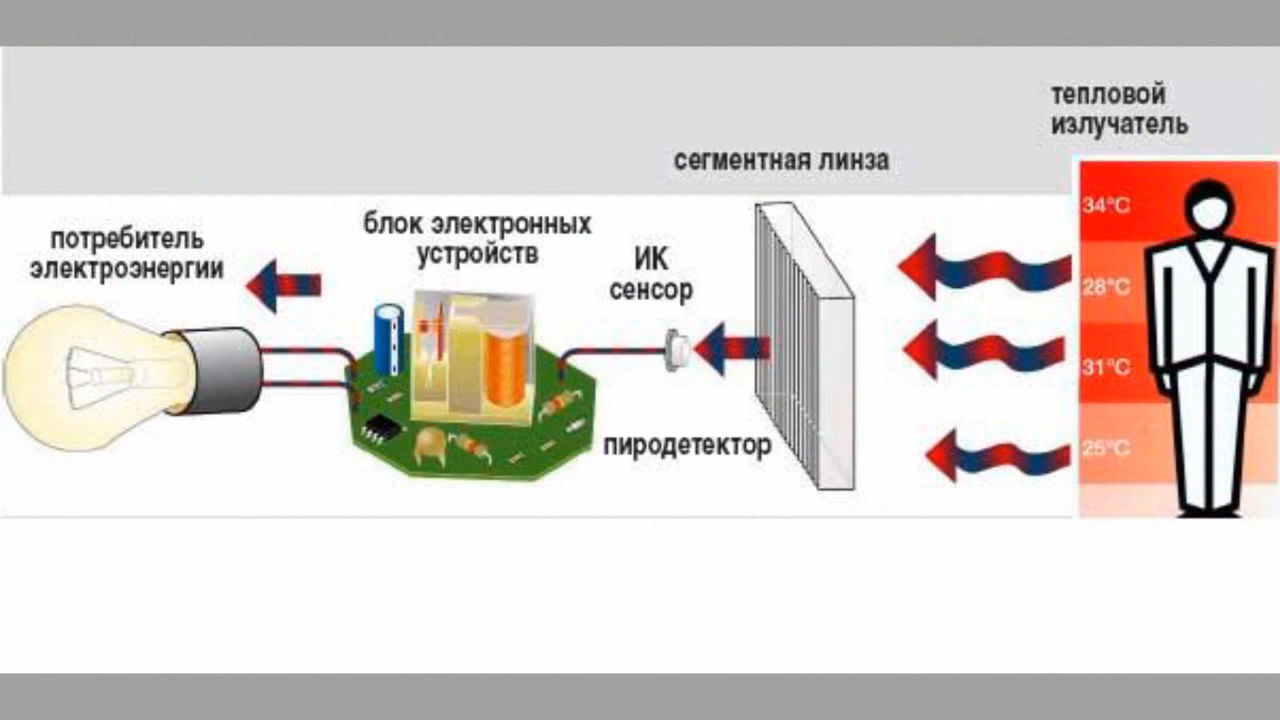 тепловой
излучатель
сегментная линза
блок электронных
устройств
потребитель
электроэнергии
ИК
сенсор
пиродетектор
34°C
28°C
31°C
25°C